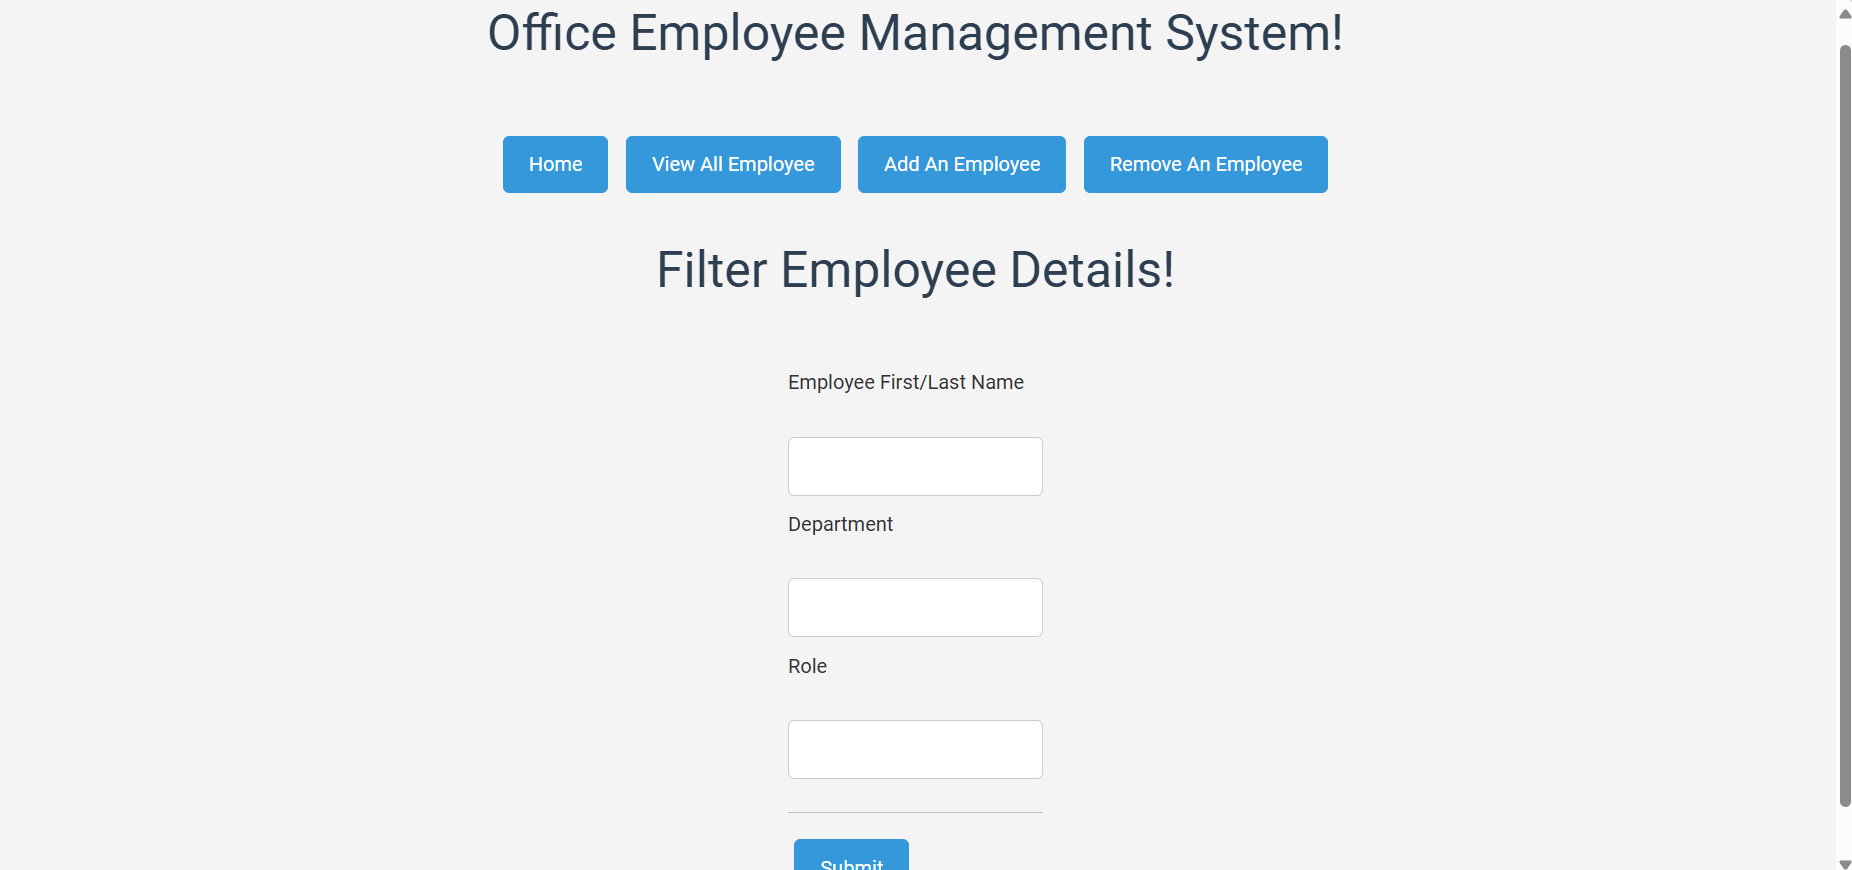 Office Employee Management System!
Home View All Employee Add An Employee Remove An Employee
Filter Employee Details!
Employee First/Last Name
Department
Role
Submit